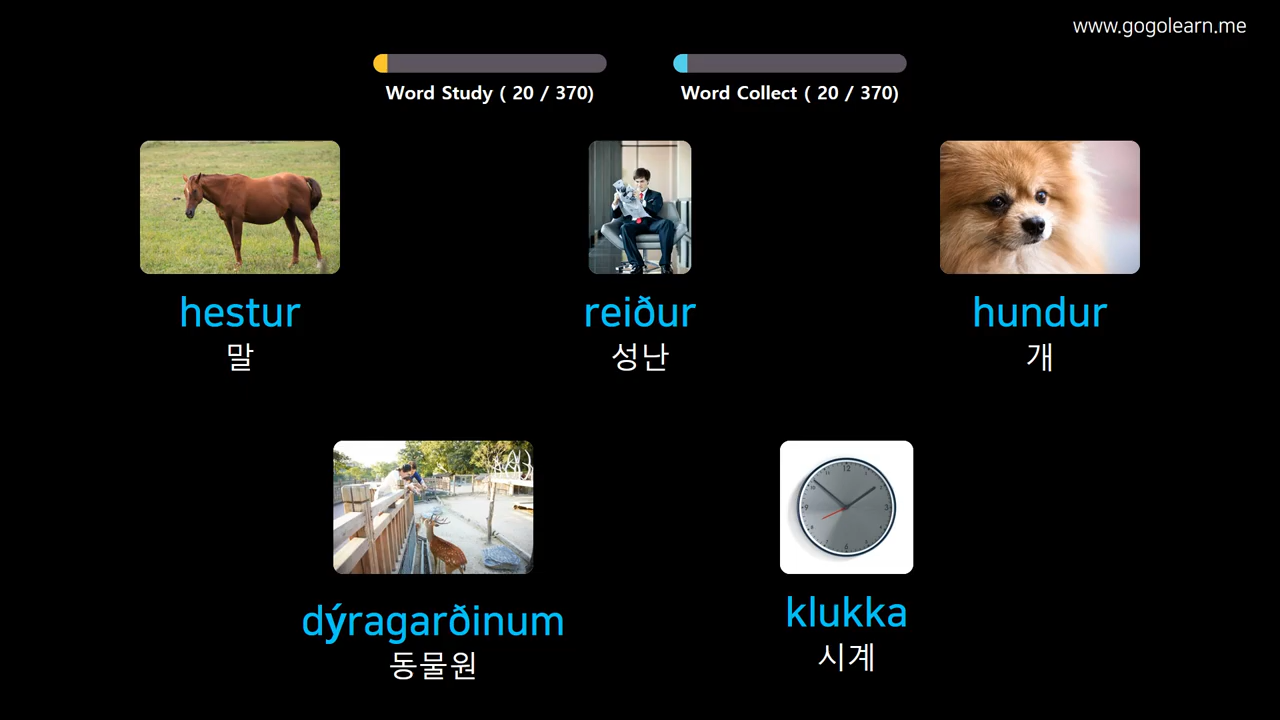 www.gogolearn.me
Word Study ( 20 / 370)
Word Collect ( 20 / 370)
hestur
말
reiður
성난
hundur
개
dýragarðinum
동물원
klukka
시계